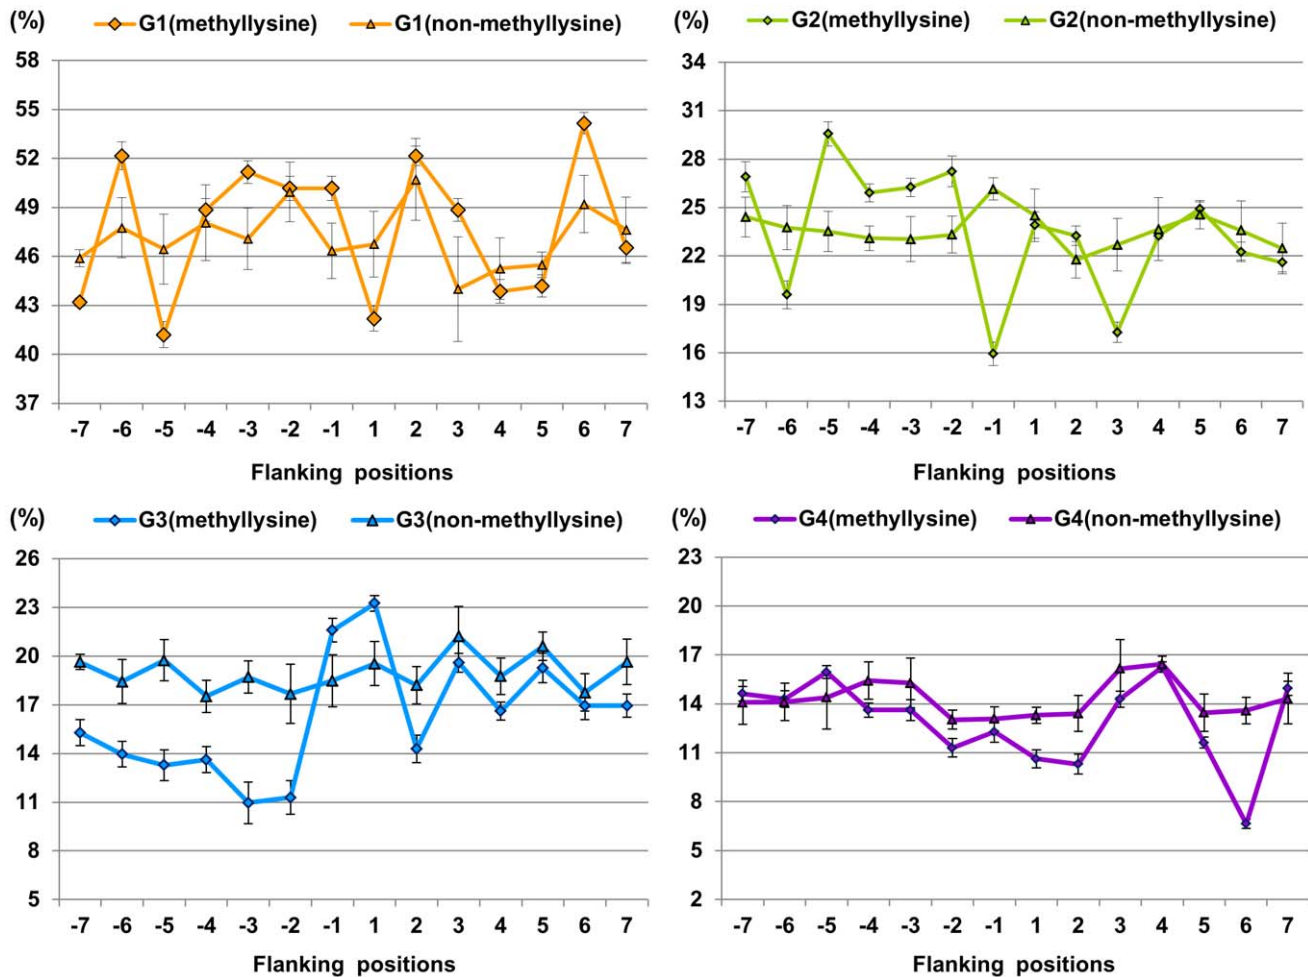 (%) G1(methyllysine) G1(non-methyllysine)
58
55
52
49
46
43
40
37
-7 -6 -5 -4 -3 -2 -1 1 2 3 4 5 6 7
Flanking positions
(%) G2(methyllysine) G2(non-methyllysine)
34
31
28
25
22
19
16
13
-7 -6 -5 -4 -3 -2 -1 1 2 3 4 5 6 7
Flanking positions
(%) G3(methyllysine) G3(non-methyllysine)
26
23
20
17
14
11
8
5
-7 -6 -5 -4 -3 -2 -1 1 2 3 4 5 6 7
Flanking positions
(%) G4(methyllysine) G4(non-methyllysine)
23
20
17
14
11
8
5
2
-7 -6 -5 -4 -3 -2 -1 1 2 3 4 5 6 7
Flanking positions